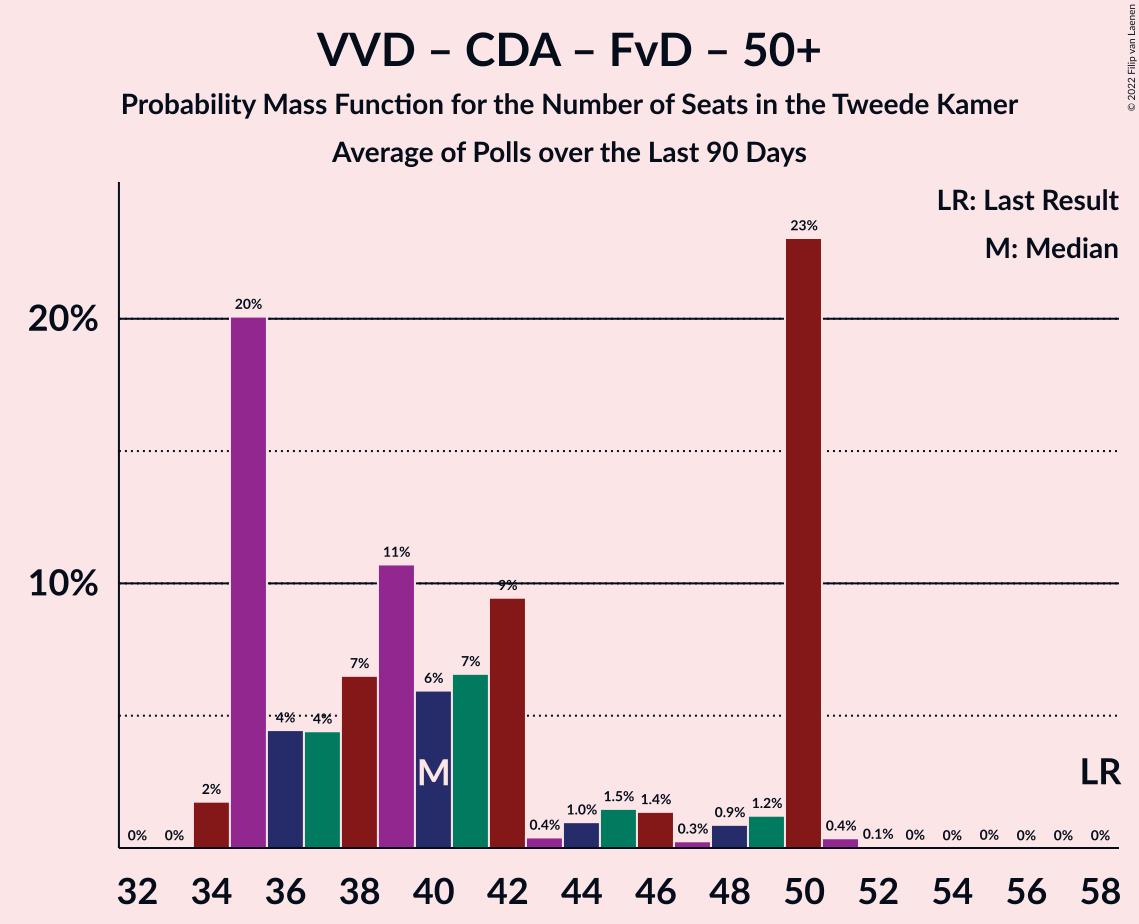 VVD – CDA – FvD – 50+
Probability Mass Function for the Number of Seats in the Tweede Kamer
Average of Polls over the Last 90 Days
© 2022 Filip van Laenen
LR: Last Result
M: Median
20%
10%
0% 0% 2% 20% 4% 4% 7% 11% 6% 7% 9% 0.4% 1.0% 1.5% 1.4% 0.3% 0.9% 1.2% 23% 0.4% 0.1% 0% 0% 0% 0% 0% 0%
M
LR
32 34 36 38 40 42 44 46 48 50 52 54 56 58